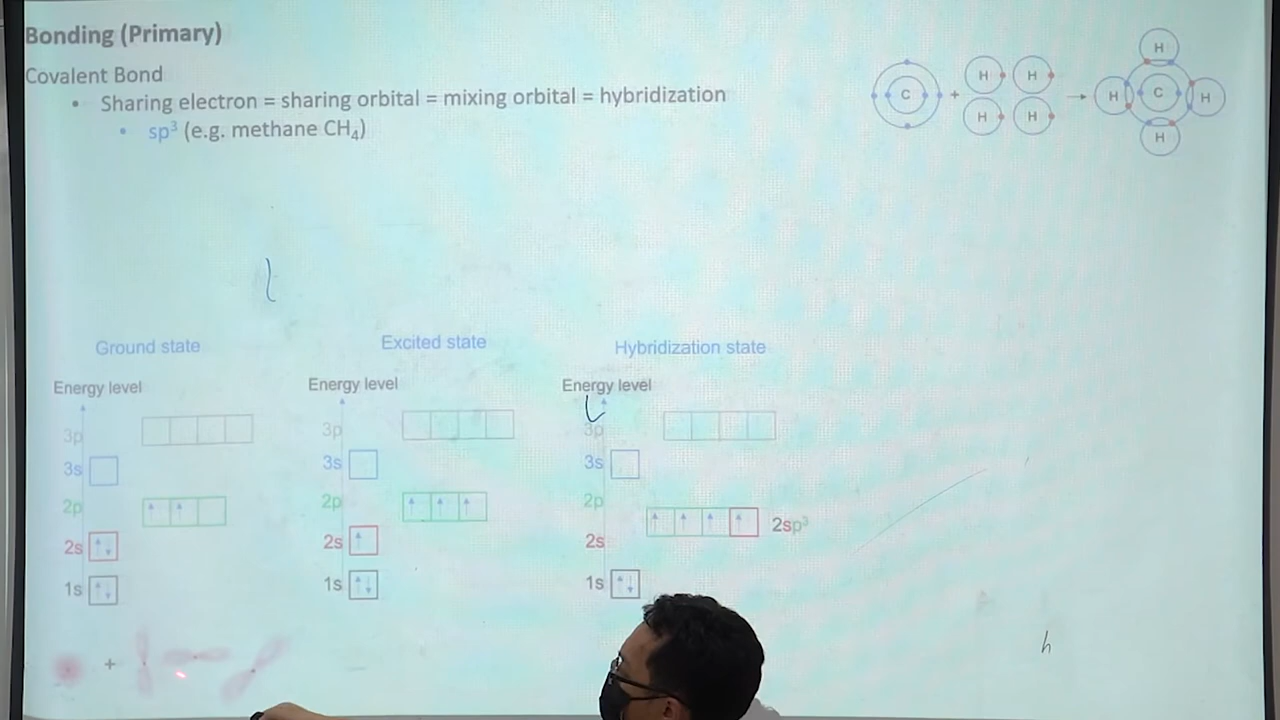 Bonding (Primary)
Covalent Bond
• Sharing electron = sharing orbital = mixing orbital = hybridization
• sp³ (e.g. methane CH₄)
C + H H H H → H H C H H
Ground state
Energy level
3p
3s
2p
2s
1s
+
Excited state
Energy level
3p
3s
2p
2s
1s
Hybridization state
Energy level
3p
3s
2p
2sp³
2s
1s
h